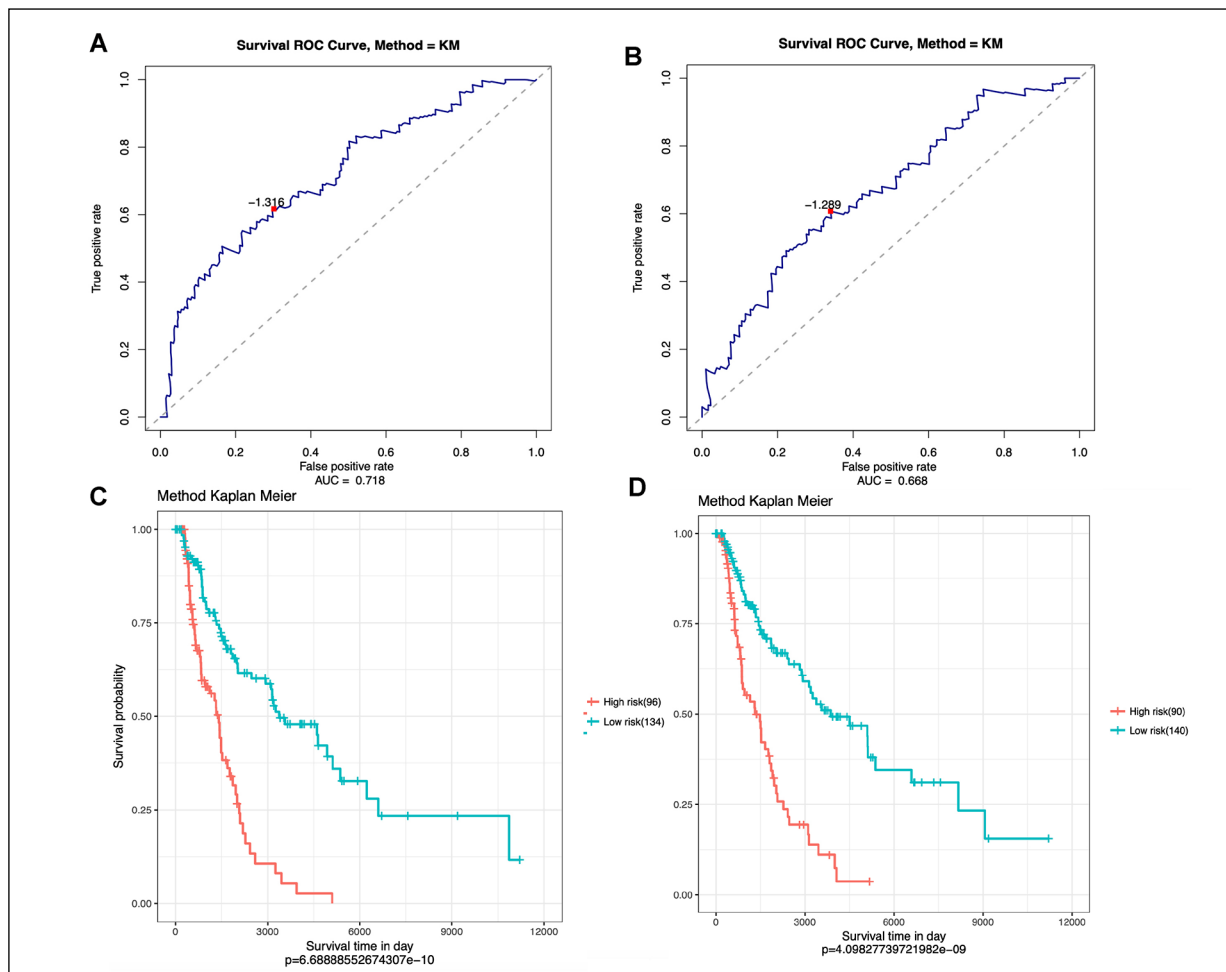 A
Survival ROC Curve, Method = KM
1.0
0.8
0.6
0.4
0.2
0.0
True positive rate
−1.316
0.0 0.2 0.4 0.6 0.8 1.0
False positive rate
AUC = 0.718
B
Survival ROC Curve, Method = KM
1.0
0.8
0.6
0.4
0.2
0.0
True positive rate
−1.289
0.0 0.2 0.4 0.6 0.8 1.0
False positive rate
AUC = 0.668
C
Method Kaplan Meier
1.00
0.75
0.50
0.25
0.00
Survival probability
High risk(96)
Low risk(134)
0 3000 6000 9000 12000
Survival time in day
p=6.68888552674307e−10
D
Method Kaplan Meier
1.00
0.75
0.50
0.25
0.00
High risk(90)
Low risk(140)
0 3000 6000 9000 12000
Survival time in day
p=4.09827739721982e−09